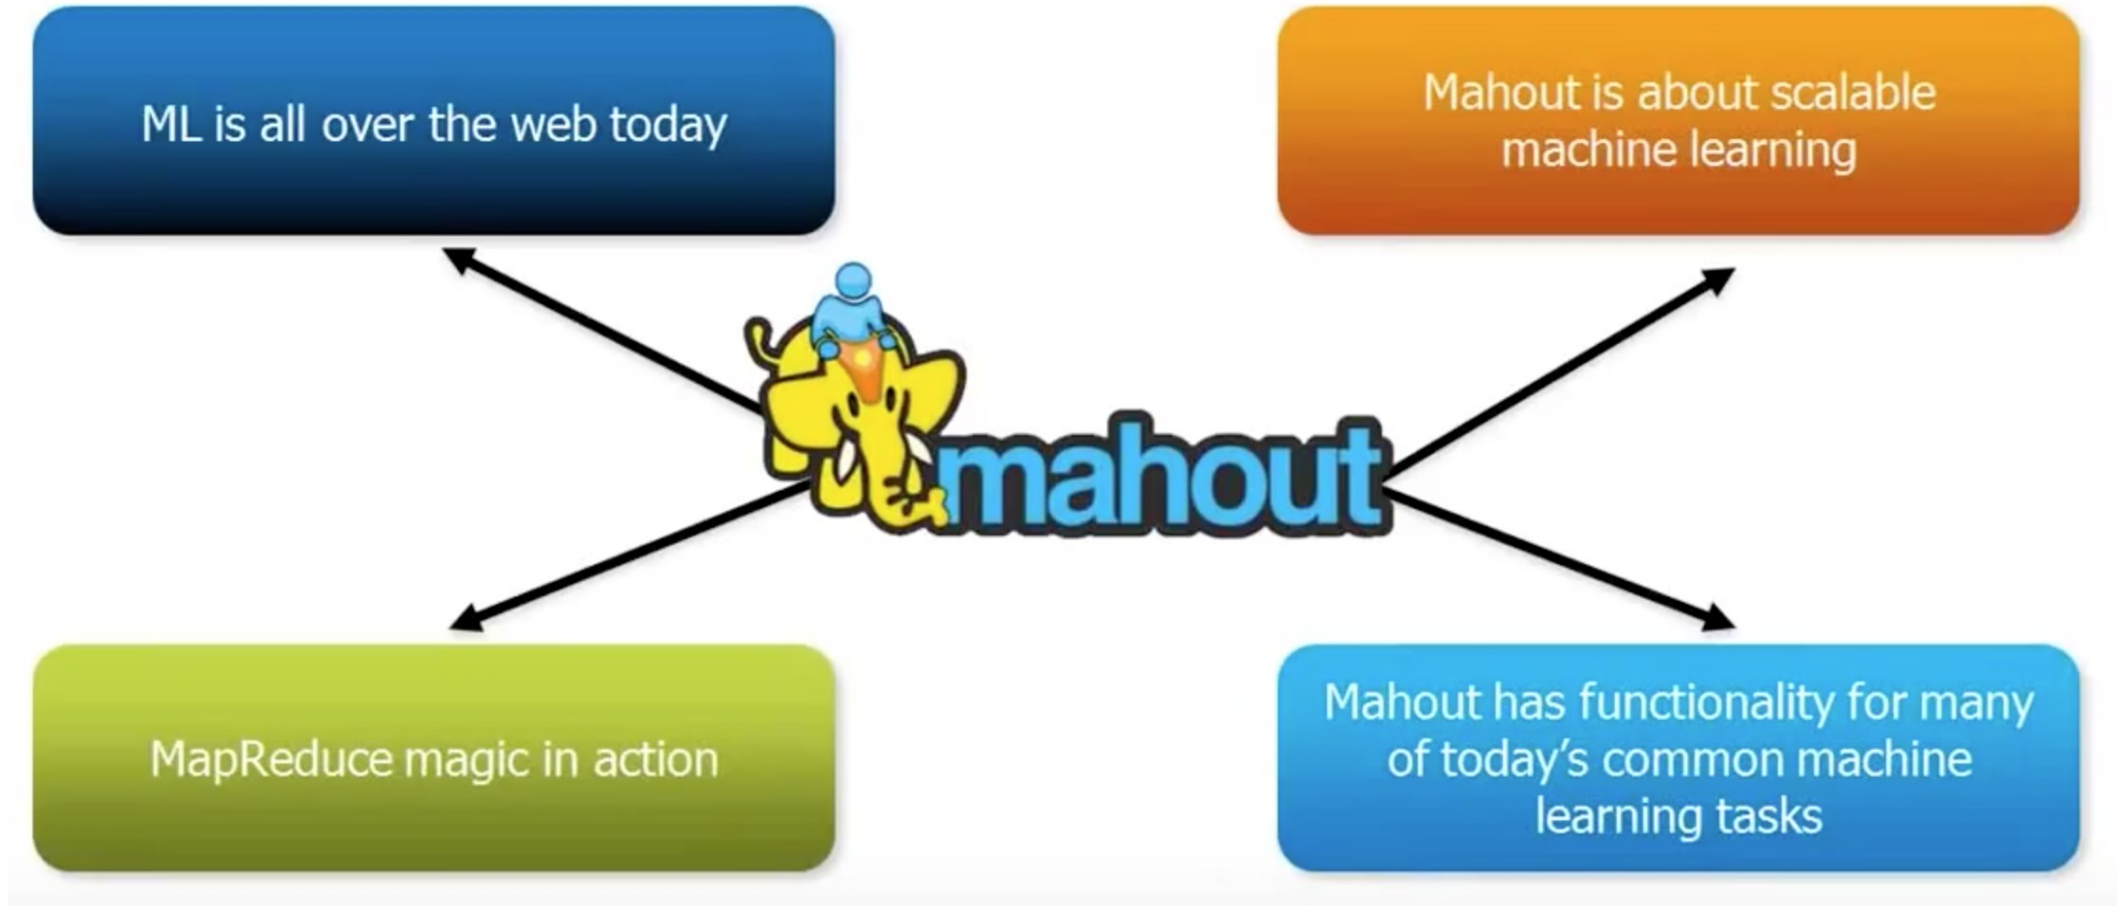 ML is all over the web today
Mahout is about scalable
machine learning
mahout
MapReduce magic in action
Mahout has functionality for many
of today's common machine
learning tasks